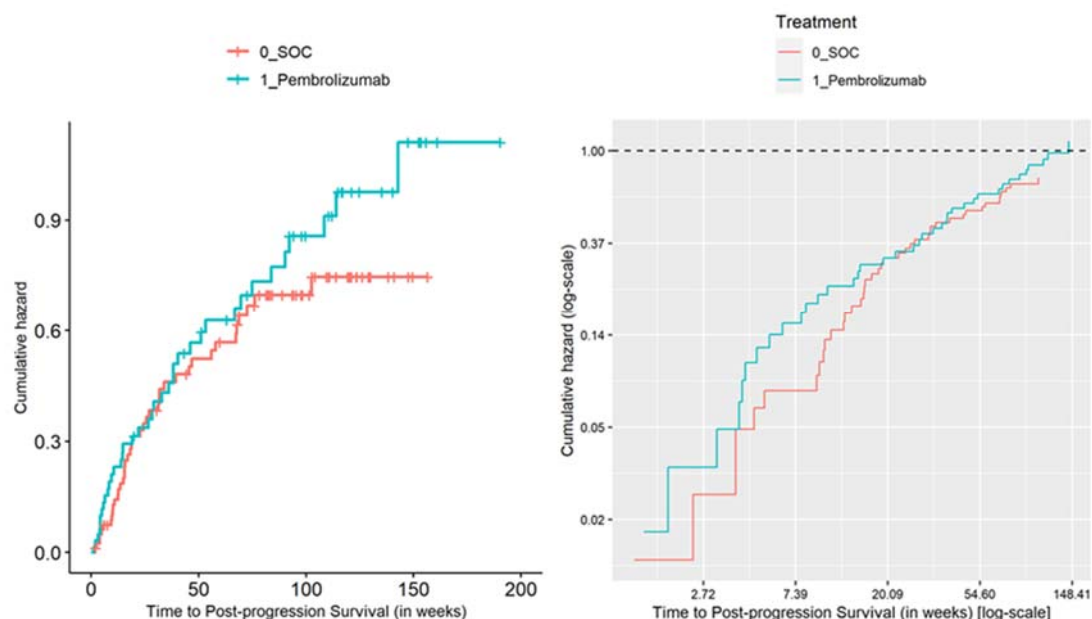 0_SOC
1_Pembrolizumab
Cumulative hazard
0.9
0.6
0.3
0.0
0
50
100
150
200
Time to Post-progression Survival (in weeks)
Treatment
0_SOC
1_Pembrolizumab
Cumulative hazard (log-scale)
1.00
0.37
0.14
0.05
0.02
2.72
7.39
20.09
54.60
148.41
Time to Post-progression Survival (in weeks) [log-scale]